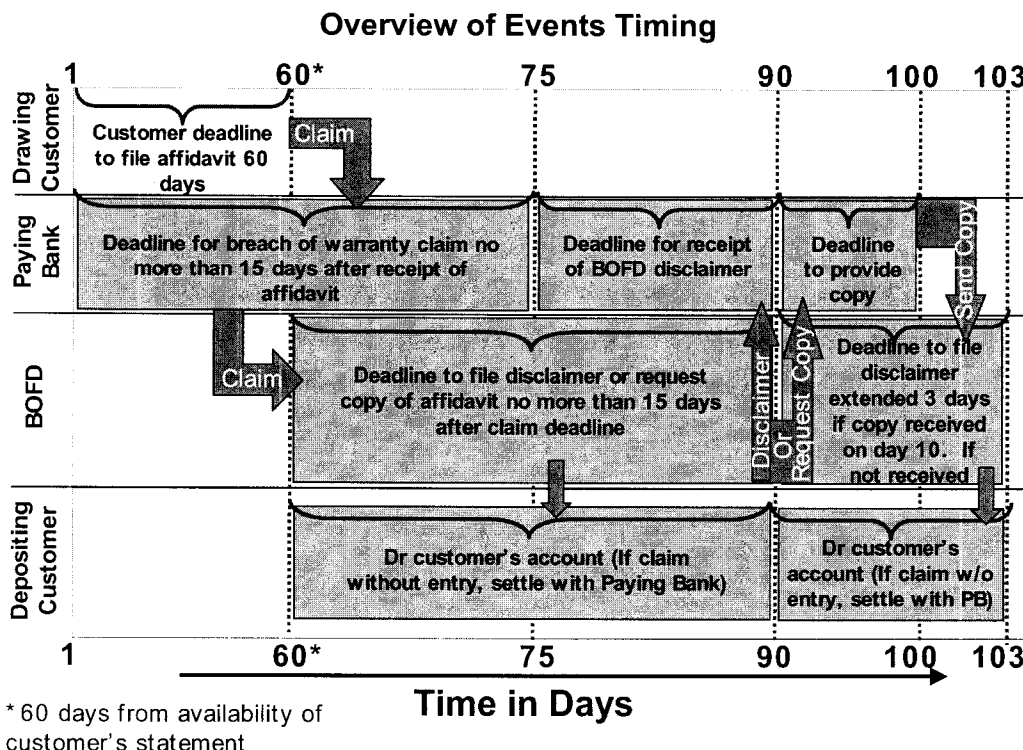 Overview of Events Timing
1 60* 75 90 100 103
Drawing
Customer
Customer deadline
to file affidavit 60
days
Claim
Paying
Bank
Deadline for breach of warranty claim no
more than 15 days after receipt of
affidavit
Deadline for receipt
of BOFD disclaimer
Deadline
to provide
copy
Send Copy
BOFD
Claim
Deadline to file disclaimer or request
copy of affidavit no more than 15 days
after claim deadline
Disclaimer
Or
Request Copy
Deadline to file
disclaimer
extended 3 days
if copy received
on day 10. If
not received
Depositing
Customer
Dr customer's account (If claim
without entry, settle with Paying Bank)
Dr customer's
account (If claim w/o
entry, settle with PB)
1 60* 75 90 100 103
Time in Days
* 60 days from availability of
customer's statement